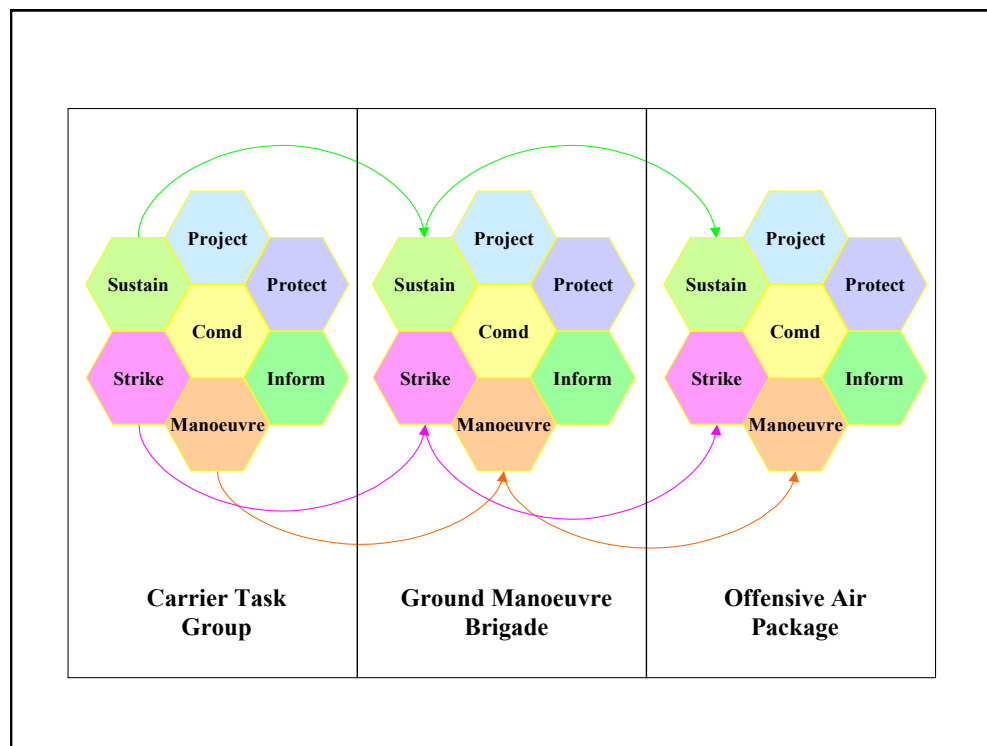 Project
Sustain
Protect
Comd
Strike
Inform
Manoeuvre
Carrier Task
Group
Project
Sustain
Protect
Comd
Strike
Inform
Manoeuvre
Ground Manoeuvre
Brigade
Project
Sustain
Protect
Comd
Strike
Inform
Manoeuvre
Offensive Air
Package